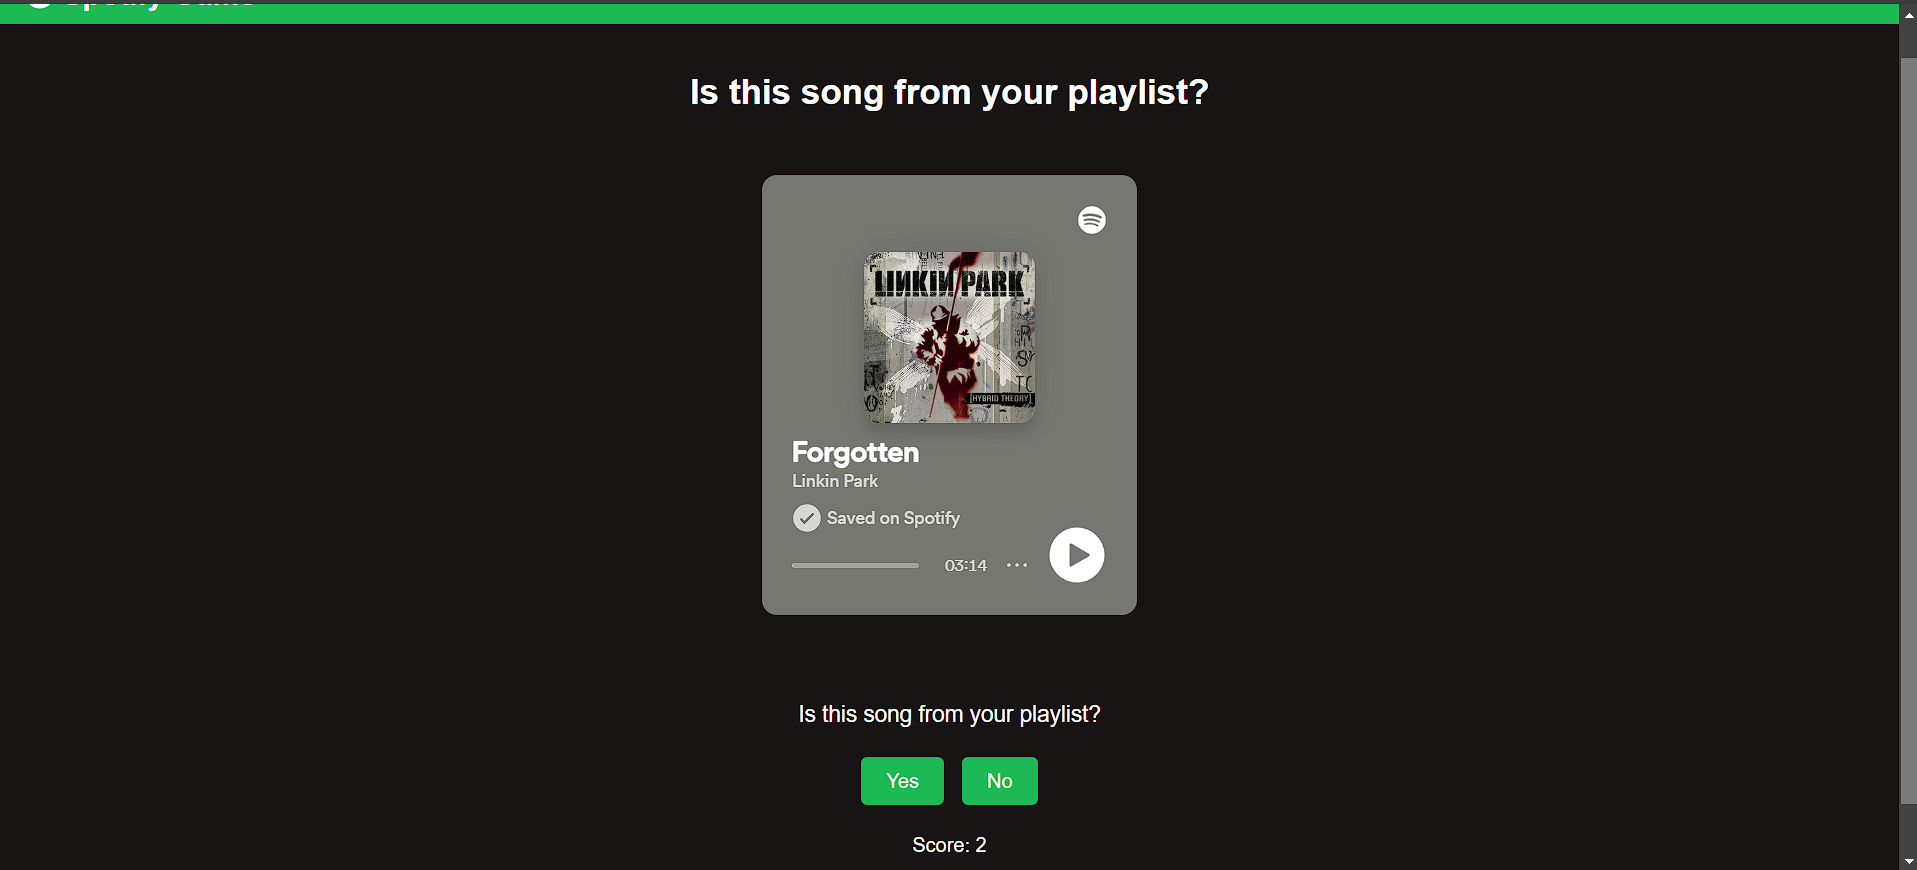 Is this song from your playlist?
LINKIN PARK
[HYBRID THEORY]
Forgotten
Linkin Park
Saved on Spotify
03:14
Is this song from your playlist?
Yes No
Score: 2